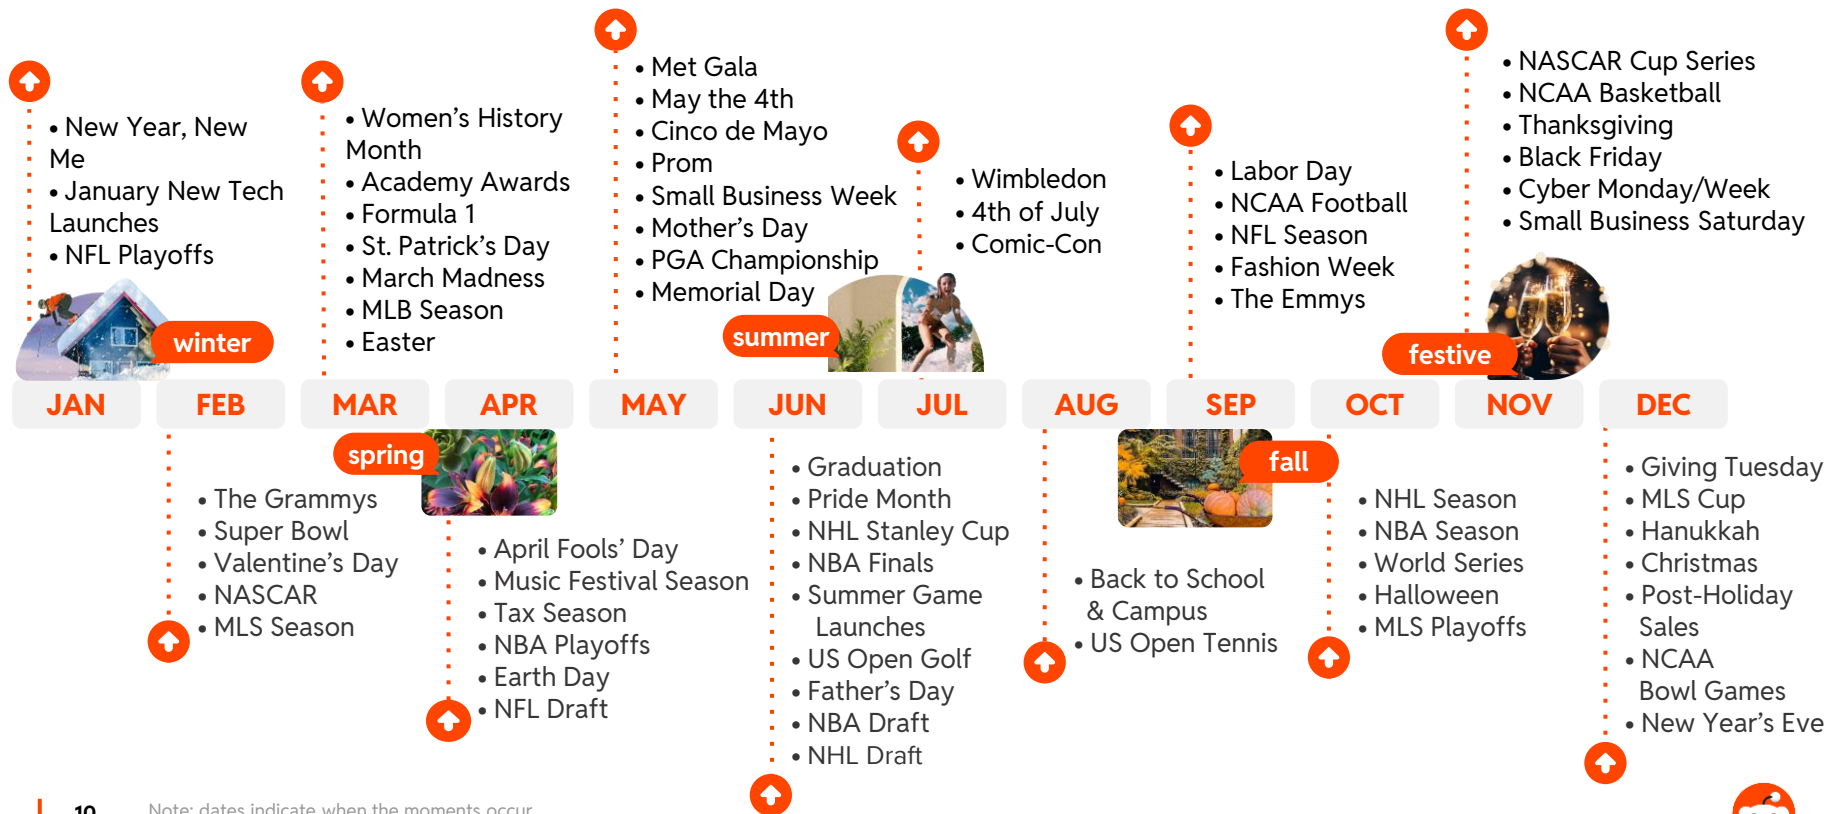 • New Year, New
Me
• January New Tech
Launches
• NFL Playoffs
• Women's History
Month
• Academy Awards
• Formula 1
• St. Patrick's Day
• March Madness
• MLB Season
• Easter
• Met Gala
• May the 4th
• Cinco de Mayo
• Prom
• Small Business Week
• Mother's Day
• PGA Championship
• Memorial Day
• Wimbledon
• 4th of July
• Comic-Con
• Labor Day
• NCAA Football
• NFL Season
• Fashion Week
• The Emmys
• NASCAR Cup Series
• NCAA Basketball
• Thanksgiving
• Black Friday
• Cyber Monday/Week
• Small Business Saturday
winter
summer
festive
JAN
FEB
MAR
APR
MAY
JUN
JUL
AUG
SEP
OCT
NOV
DEC
spring
fall
• The Grammys
• Super Bowl
• Valentine's Day
• NASCAR
• MLS Season
• April Fools' Day
• Music Festival Season
• Tax Season
• NBA Playoffs
• Earth Day
• NFL Draft
• Graduation
• Pride Month
• NHL Stanley Cup
• NBA Finals
• Summer Game
Launches
• US Open Golf
• Father's Day
• NBA Draft
• NHL Draft
• Back to School
& Campus
• US Open Tennis
• NHL Season
• NBA Season
• World Series
• Halloween
• MLS Playoffs
• Giving Tuesday
• MLS Cup
• Hanukkah
• Christmas
• Post-Holiday
Sales
• NCAA
Bowl Games
• New Year's Eve
10
Note: dates indicate when the moments occur